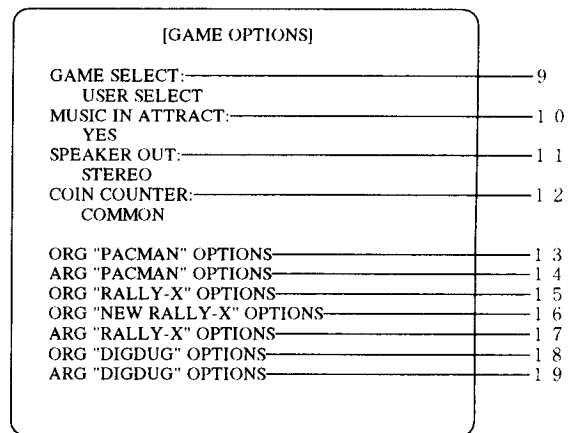 [GAME OPTIONS]
GAME SELECT: 9
USER SELECT
MUSIC IN ATTRACT: 10
YES
SPEAKER OUT: 11
STEREO
COIN COUNTER: 12
COMMON
ORG "PACMAN" OPTIONS 13
ARG "PACMAN" OPTIONS 14
ORG "RALLY-X" OPTIONS 15
ORG "NEW RALLY-X" OPTIONS 16
ARG "RALLY-X" OPTIONS 17
ORG "DIGDUG" OPTIONS 18
ARG "DIGDUG" OPTIONS 19